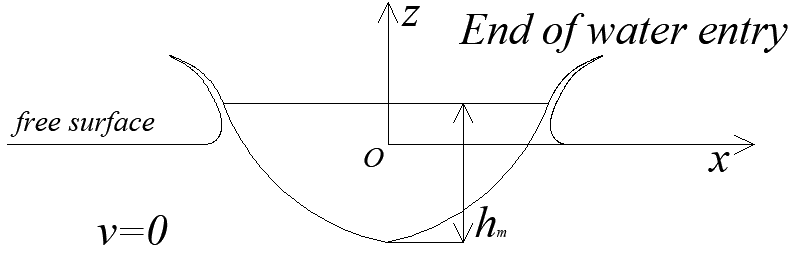 z
End of water entry
free surface
O
x
v=0
hm